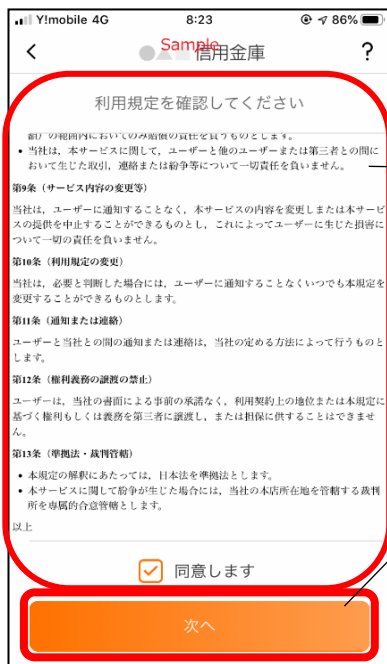 Y!mobile 4G 8:23 86%
Sample
信用金庫 ?
利用規定を確認してください
額）の範囲内においてのみ賠償の責任を負うものとします。
• 当社は，本サービスに関して，ユーザーと他のユーザーまたは第三者との間に
おいて生じた取引，連絡または紛争等について一切責任を負いません。
第9条（サービス内容の変更等）
当社は，ユーザーに通知することなく，本サービスの内容を変更しまたは本サービ
スの提供を中止することができるものとし，これによってユーザーに生じた損害に
ついて一切の責任を負いません。
第10条（利用規定の変更）
当社は，必要と判断した場合には，ユーザーに通知することなくいつでも本規定を
変更することができるものとします。
第11条（通知または連絡）
ユーザーと当社との間の通知または連絡は，当社の定める方法によって行うものと
します。
第12条（権利義務の譲渡の禁止）
ユーザーは，当社の書面による事前の承諾なく，利用契約上の地位または本規定に
基づく権利もしくは義務を第三者に譲渡し，または担保に供することはできませ
ん。
第13条（準拠法・裁判管轄）
• 本規定の解釈にあたっては，日本法を準拠法とします。
• 本サービスに関して紛争が生じた場合には，当社の本店所在地を管轄する裁判
所を専属的合意管轄とします。
以上
同意します
次へ